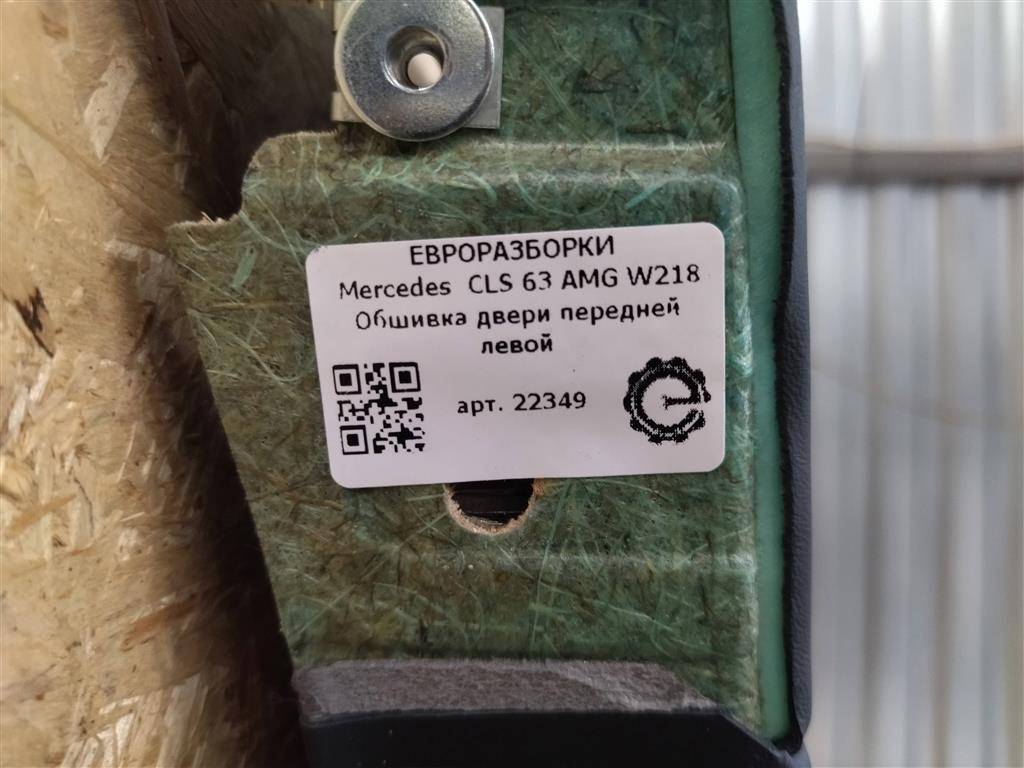 ЕВРОРАЗБОРКИ
Mercedes CLS 63 AMG W218
Обшивка двери передней
левой
арт. 22349